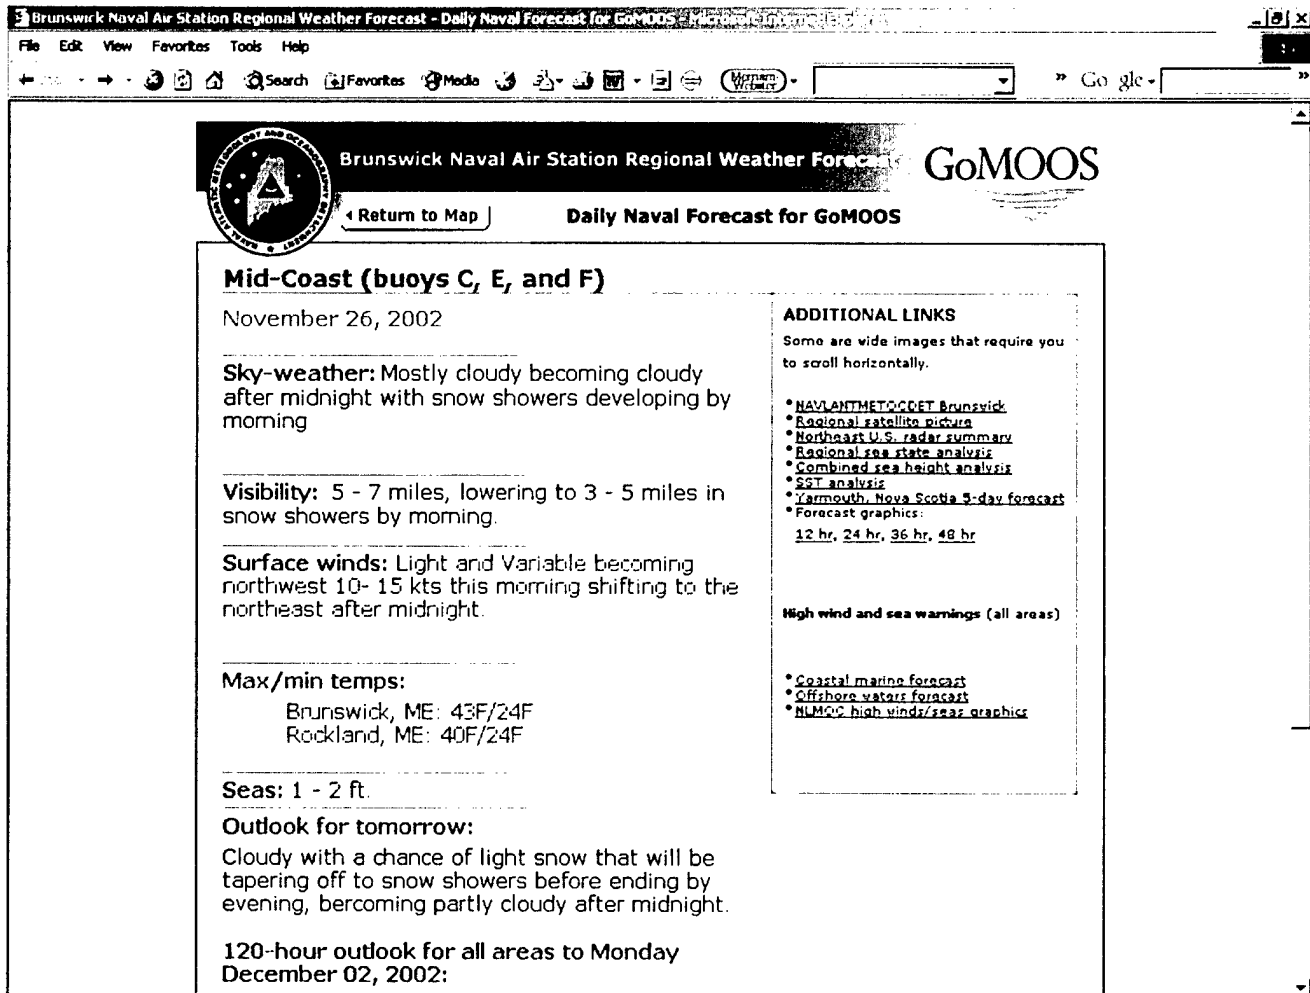 Brunswick Naval Air Station Regional Weather Forecast - Daily Naval Forecast for GoMOOS - Microsoft
File Edit View Favorites Tools Help
Search Favorites Media Merriam Webster » Go gle »
Brunswick Naval Air Station Regional Weather Forecast
GoMOOS
Return to Map
Daily Naval Forecast for GoMOOS
Mid-Coast (buoys C, E, and F)
November 26, 2002
Sky-weather: Mostly cloudy becoming cloudy
after midnight with snow showers developing by
morning
Visibility: 5 - 7 miles, lowering to 3 - 5 miles in
snow showers by morning.
Surface winds: Light and Variable becoming
northwest 10- 15 kts this morning shifting to the
northeast after midnight.
Max/min temps:
Brunswick, ME: 43F/24F
Rockland, ME: 40F/24F
Seas: 1 - 2 ft.
Outlook for tomorrow:
Cloudy with a chance of light snow that will be
tapering off to snow showers before ending by
evening, bercoming partly cloudy after midnight.
120-hour outlook for all areas to Monday
December 02, 2002:
ADDITIONAL LINKS
Some are wide images that require you
to scroll horizontally.
• NAVLANTMETOCDET Brunswick
• Regional satellite picture
• Northeast U.S. radar summary
• Regional sea state analysis
• Combined sea height analysis
• SST analysis
• Yarmouth, Nova Scotia 5-day forecast
• Forecast graphics:
12 hr, 24 hr, 36 hr, 48 hr
High wind and sea warnings (all areas)
• Coastal marine forecast
• Offshore waters forecast
• NLMOC high winds/seas graphics